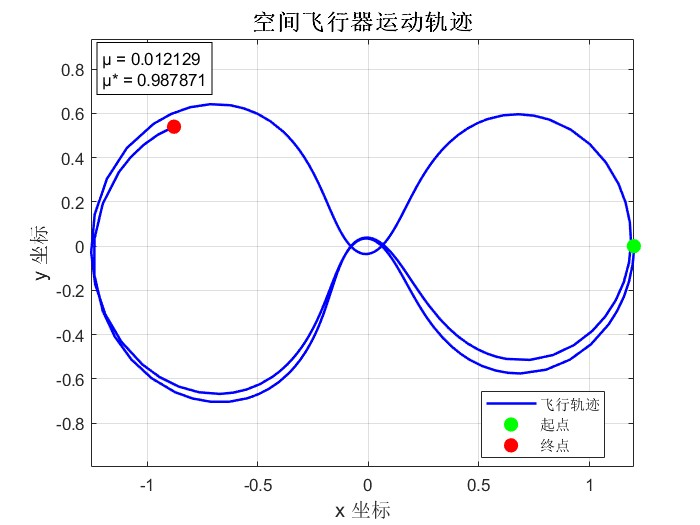 空间飞行器运动轨迹
μ = 0.012129
μ* = 0.987871
0.8
0.6
0.4
0.2
0
-0.2
-0.4
-0.6
-0.8
y 坐标
飞行轨迹
起点
终点
-1 -0.5 0 0.5 1
x 坐标